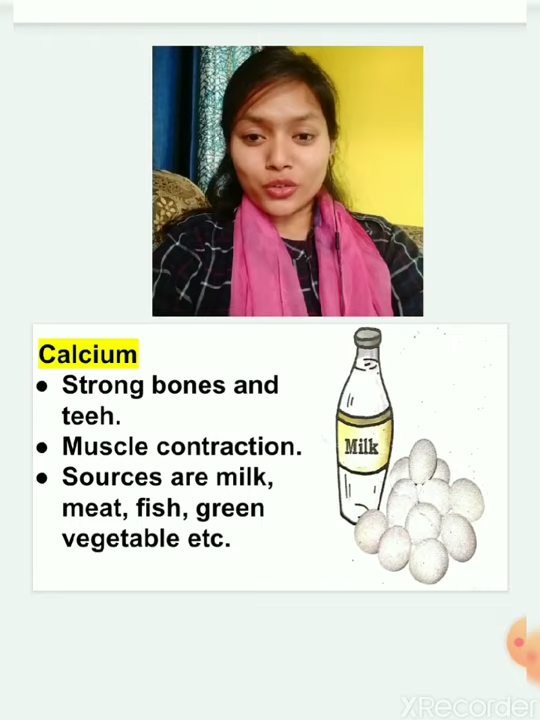 Calcium
● Strong bones and
teeh.
● Muscle contraction.
● Sources are milk,
meat, fish, green
vegetable etc.
Milk
XRecorder